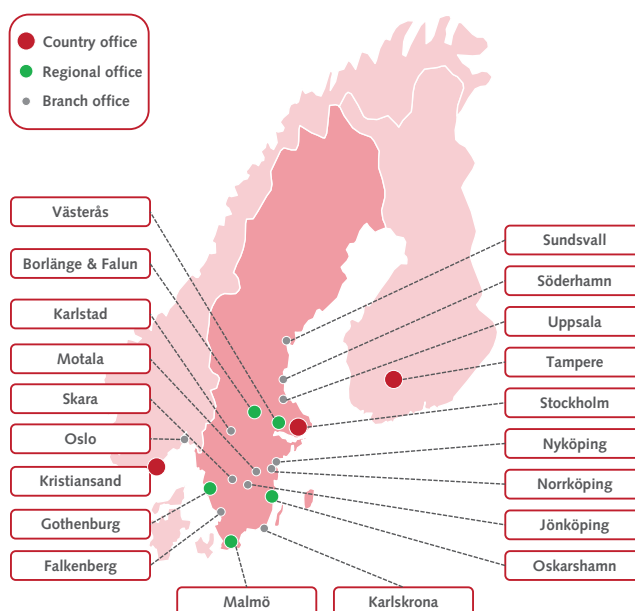 Country office
Regional office
Branch office
Västerås
Borlänge & Falun
Karlstad
Motala
Skara
Oslo
Kristiansand
Gothenburg
Falkenberg
Malmö
Karlskrona
Sundsvall
Söderhamn
Uppsala
Tampere
Stockholm
Nyköping
Norrköping
Jönköping
Oskarshamn